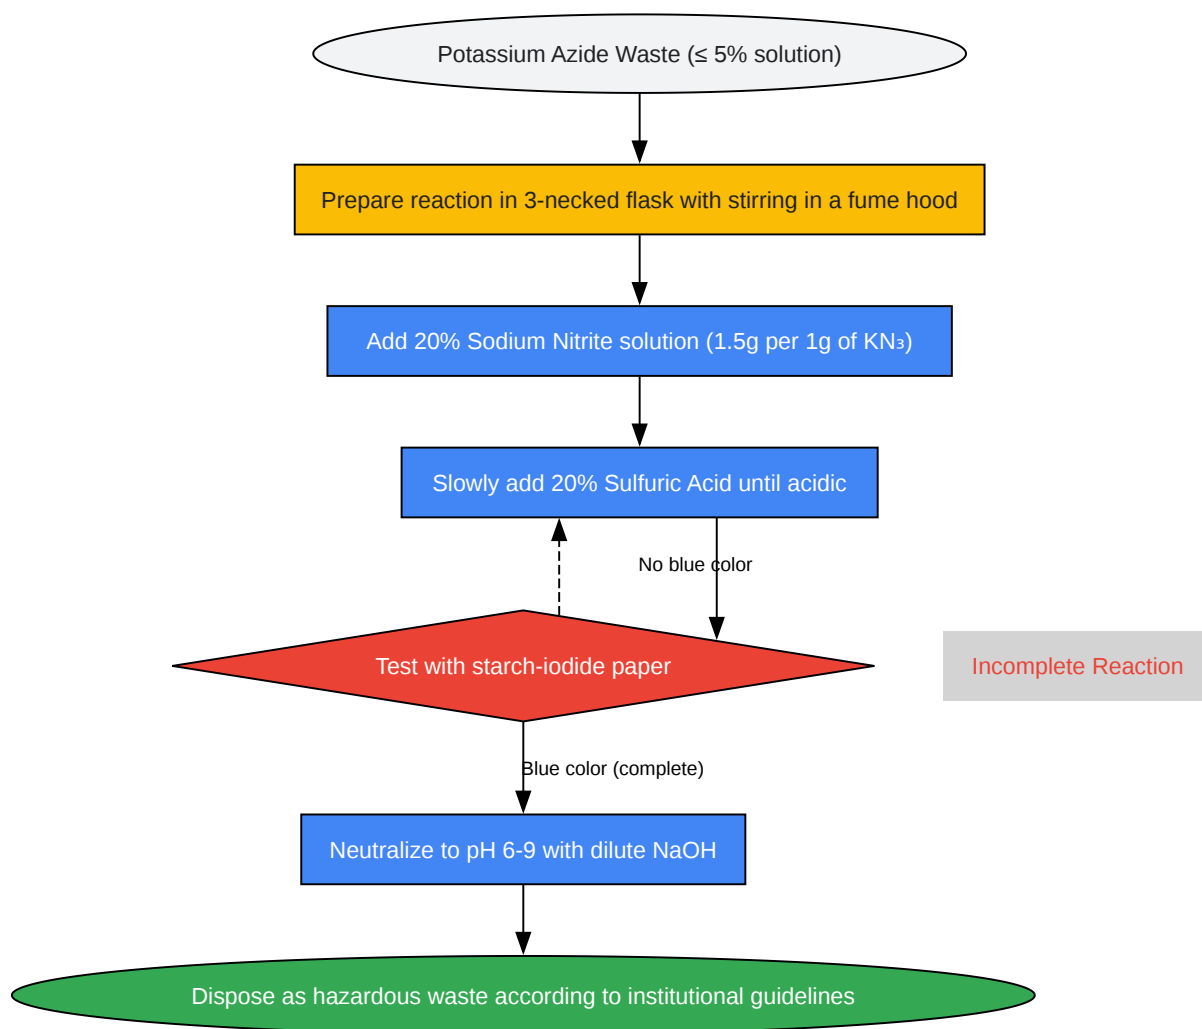 Potassium Azide Waste (≤ 5% solution)
Prepare reaction in 3-necked flask with stirring in a fume hood
Add 20% Sodium Nitrite solution (1.5g per 1g of KN₃)
Slowly add 20% Sulfuric Acid until acidic
No blue color
Test with starch-iodide paper
Incomplete Reaction
Blue color (complete)
Neutralize to pH 6-9 with dilute NaOH
Dispose as hazardous waste according to institutional guidelines